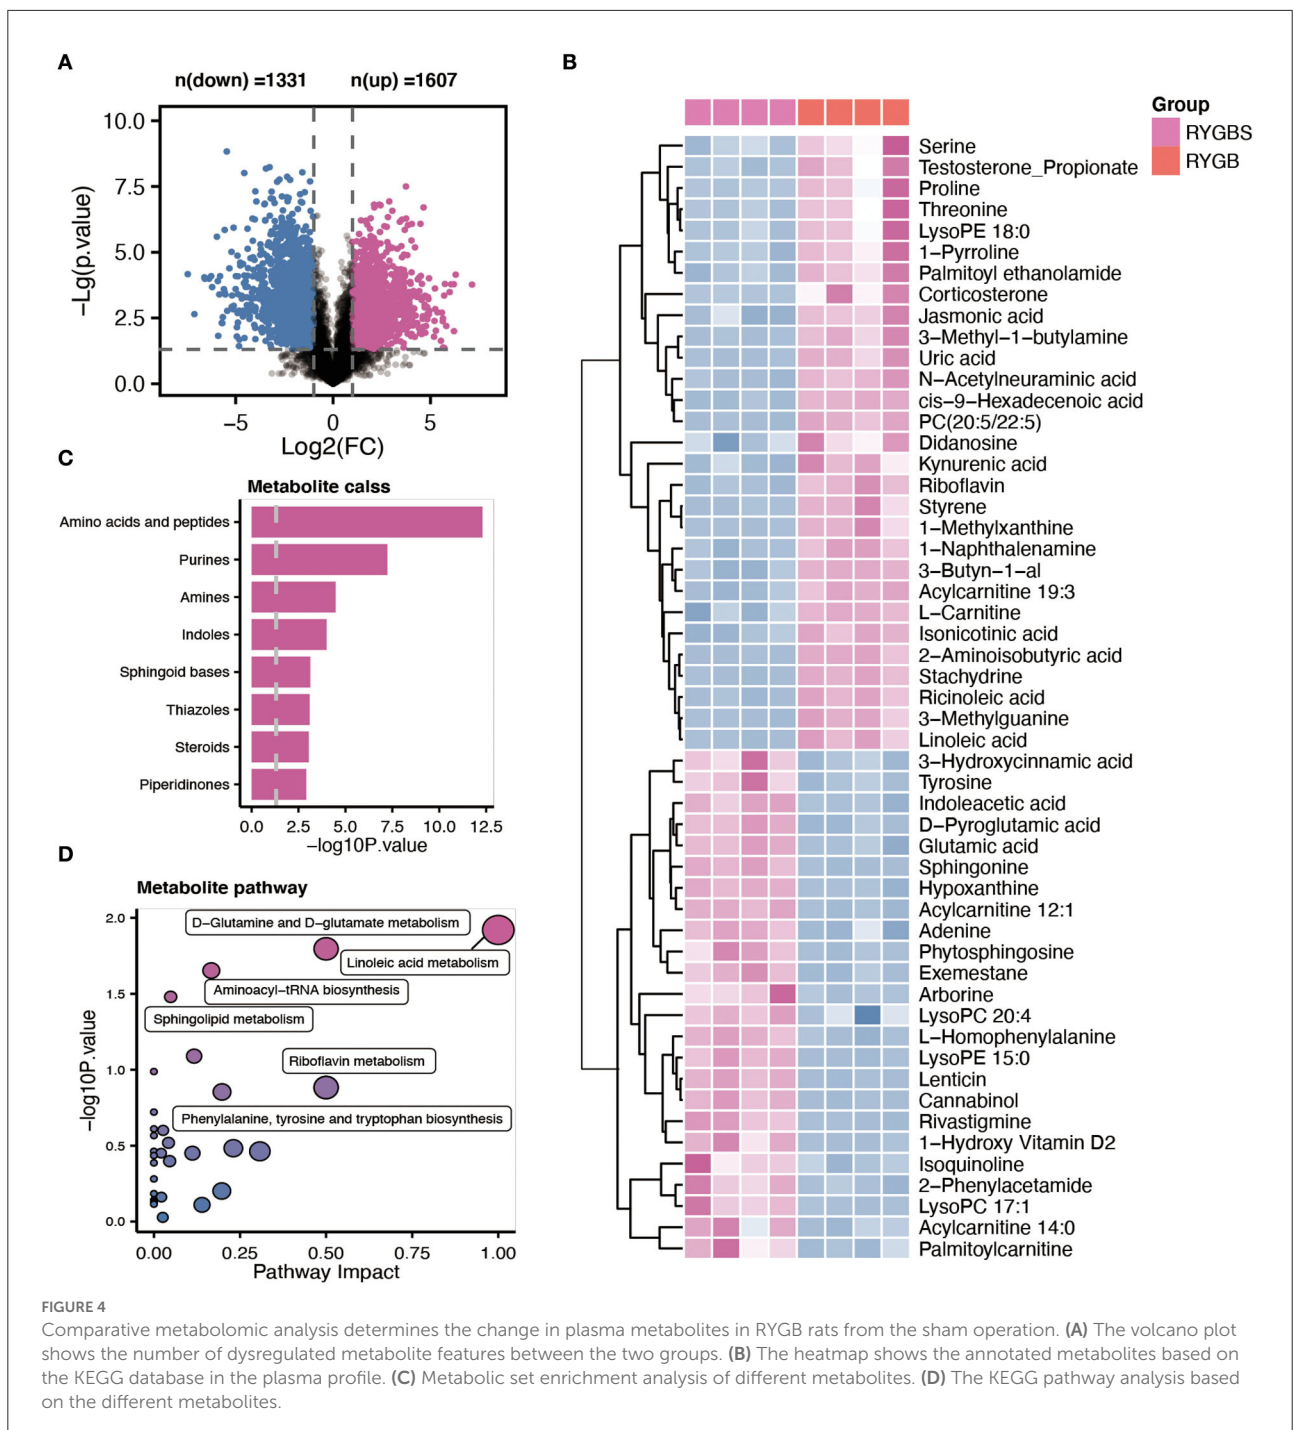 A
n(down) =1331 n(up) =1607
10.0
7.5
5.0
2.5
0.0
−Lg(p.value)
−5 0 5
Log2(FC)
B
Group
RYGBS
RYGB
Serine
Testosterone_Propionate
Proline
Threonine
LysoPE 18:0
1−Pyrroline
Palmitoyl ethanolamide
Corticosterone
Jasmonic acid
3−Methyl−1−butylamine
Uric acid
N−Acetylneuraminic acid
cis−9−Hexadecenoic acid
PC(20:5/22:5)
Didanosine
Kynurenic acid
Riboflavin
Styrene
1−Methylxanthine
1−Naphthalenamine
3−Butyn−1−al
Acylcarnitine 19:3
L−Carnitine
Isonicotinic acid
2−Aminoisobutyric acid
Stachydrine
Ricinoleic acid
3−Methylguanine
Linoleic acid
3−Hydroxycinnamic acid
Tyrosine
Indoleacetic acid
D−Pyroglutamic acid
Glutamic acid
Sphingonine
Hypoxanthine
Acylcarnitine 12:1
Adenine
Phytosphingosine
Exemestane
Arborine
LysoPC 20:4
L−Homophenylalanine
LysoPE 15:0
Lenticin
Cannabinol
Rivastigmine
1−Hydroxy Vitamin D2
Isoquinoline
2−Phenylacetamide
LysoPC 17:1
Acylcarnitine 14:0
Palmitoylcarnitine
C
Metabolite calss
Amino acids and peptides
Purines
Amines
Indoles
Sphingoid bases
Thiazoles
Steroids
Piperidinones
0.0 2.5 5.0 7.5 10.0 12.5
−log10P.value
D
Metabolite pathway
2.0
1.5
1.0
0.5
0.0
−log10P.value
D−Glutamine and D−glutamate metabolism
Linoleic acid metabolism
Aminoacyl−tRNA biosynthesis
Sphingolipid metabolism
Riboflavin metabolism
Phenylalanine, tyrosine and tryptophan biosynthesis
0.00 0.25 0.50 0.75 1.00
Pathway Impact
FIGURE 4
Comparative metabolomic analysis determines the change in plasma metabolites in RYGB rats from the sham operation. (A) The volcano plot
shows the number of dysregulated metabolite features between the two groups. (B) The heatmap shows the annotated metabolites based on
the KEGG database in the plasma profile. (C) Metabolic set enrichment analysis of different metabolites. (D) The KEGG pathway analysis based
on the different metabolites.